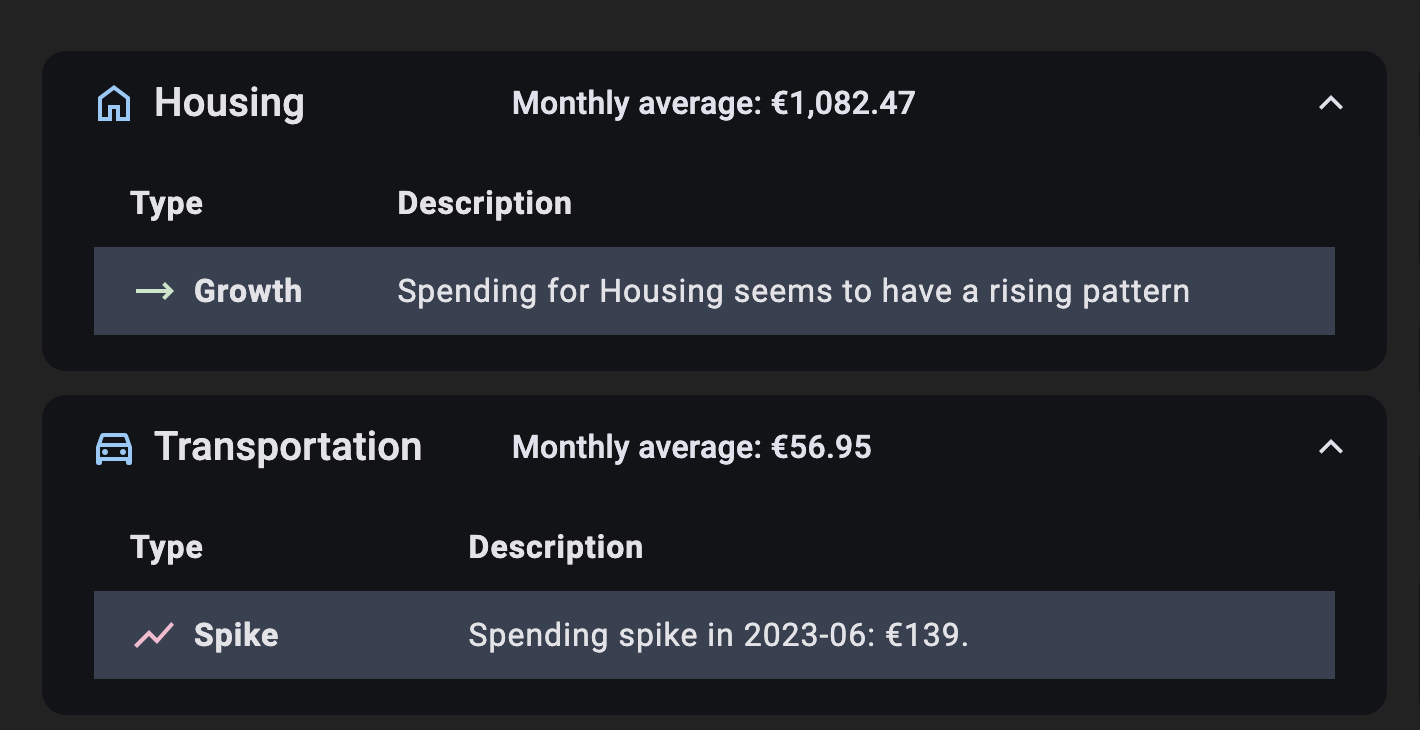 Housing Monthly average: €1,082.47
Type Description
Growth Spending for Housing seems to have a rising pattern
Transportation Monthly average: €56.95
Type Description
Spike Spending spike in 2023-06: €139.